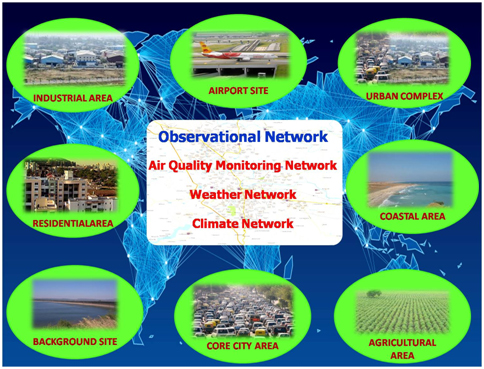 INDUSTRIAL AREA
AIRPORT SITE
URBAN COMPLEX
Observational Network
Air Quality Monitoring Network
Weather Network
Climate Network
RESIDENTIALAREA
COASTAL AREA
BACKGROUND SITE
CORE CITY AREA
AGRICULTURAL
AREA